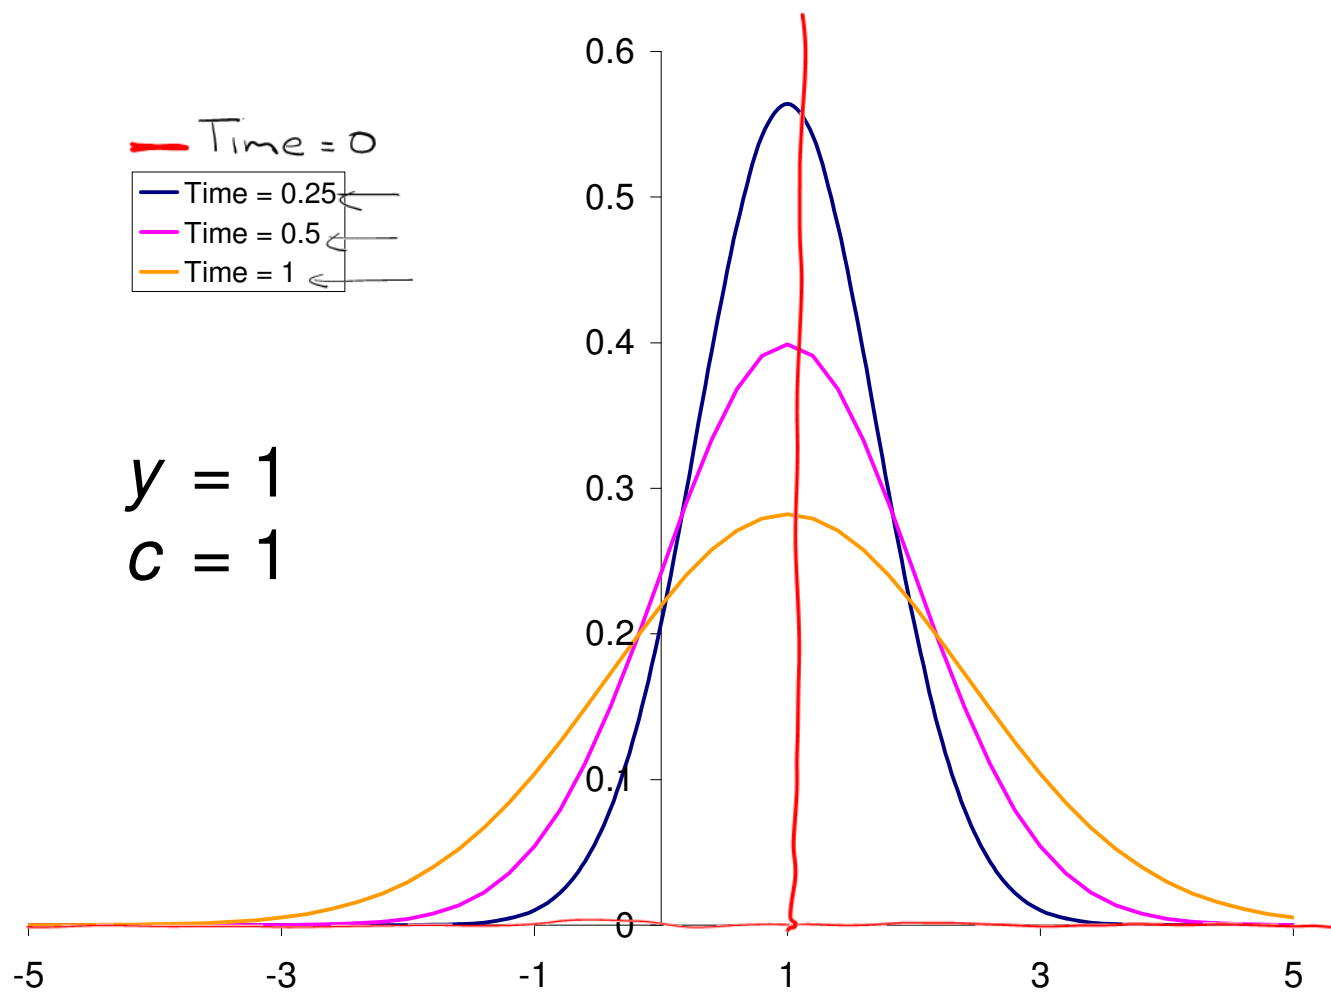 Time = 0
Time = 0.25
Time = 0.5
Time = 1
y = 1
c = 1
0.6
0.5
0.4
0.3
0.2
0.1
0
-5 -3 -1 1 3 5